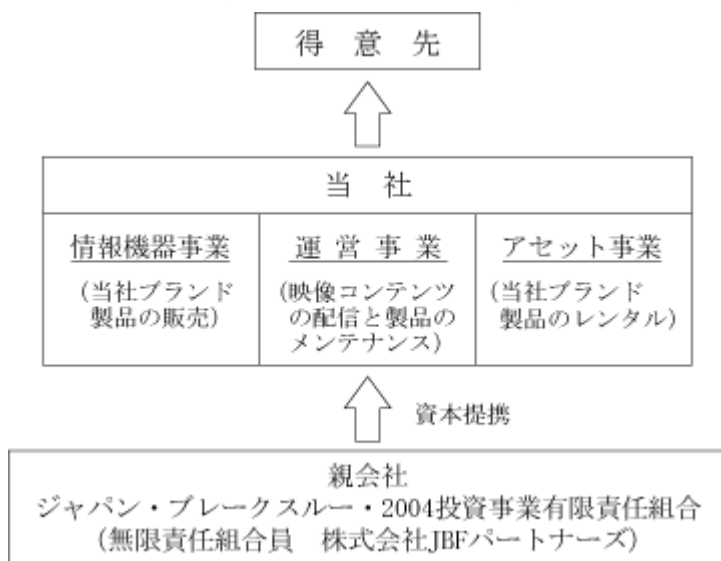 得意先
当社
情報機器事業
(当社ブランド
製品の販売)
運営事業
(映像コンテンツ
の配信と製品の
メンテナンス)
アセット事業
(当社ブランド
製品のレンタル)
資本提携
親会社
ジャパン・ブレークスルー・2004投資事業有限責任組合
(無限責任組合員　株式会社JBFパートナーズ)